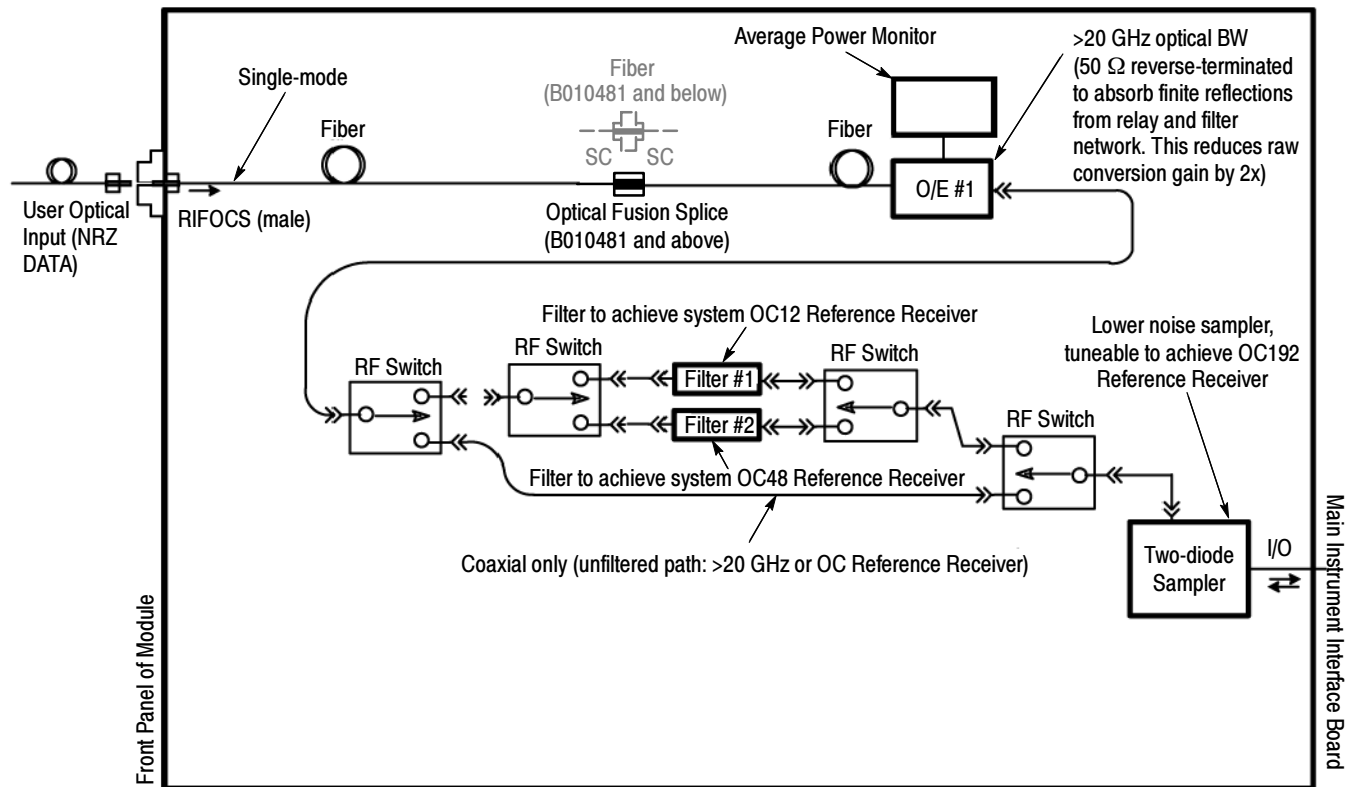 Average Power Monitor
>20 GHz optical BW
(50 Ω reverse-terminated
to absorb finite reflections
from relay and filter
network. This reduces raw
conversion gain by 2x)
Single-mode
Fiber
(B010481 and below)
Fiber
Fiber
SC SC
O/E #1
User Optical
Input (NRZ
DATA)
RIFOCS (male)
Optical Fusion Splice
(B010481 and above)
Filter to achieve system OC12 Reference Receiver
Lower noise sampler,
tuneable to achieve OC192
Reference Receiver
RF Switch
RF Switch
RF Switch
Filter #1
Filter #2
RF Switch
Filter to achieve system OC48 Reference Receiver
Coaxial only (unfiltered path: >20 GHz or OC Reference Receiver)
Two-diode
Sampler
I/O
Front Panel of Module
Main Instrument Interface Board